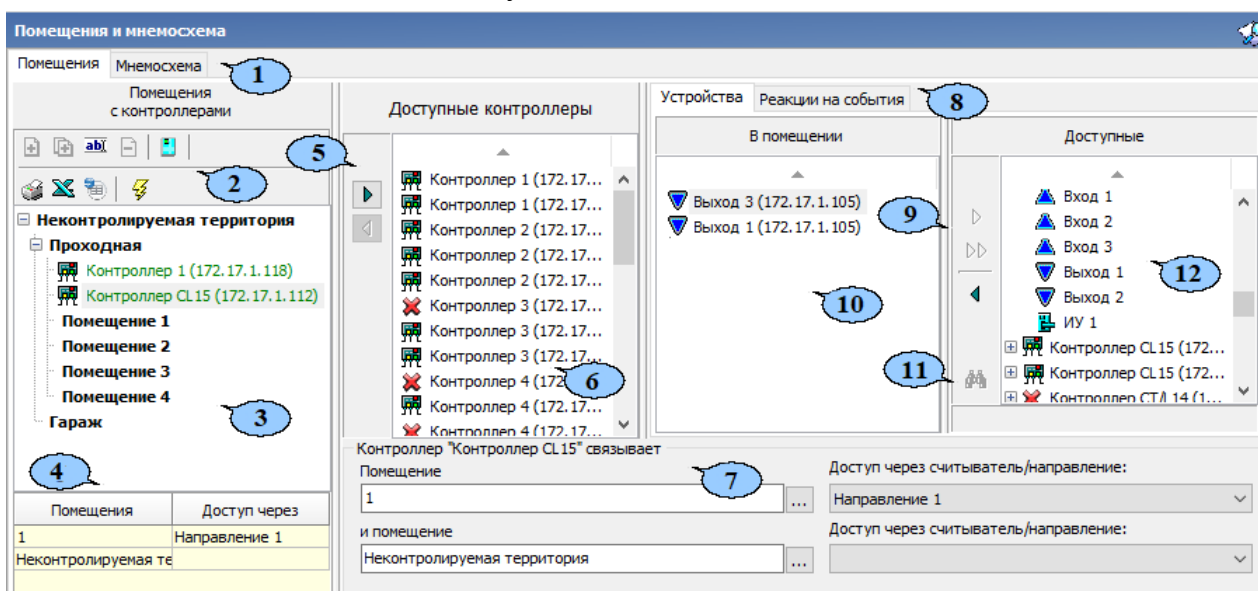 Помещения и мнемосхема
Помещения Мнемосхема
1
Помещения
с контроллерами
abl
2
Неконтролируемая территория
Проходная
Контроллер 1 (172.17.1.118)
Контроллер CL15 (172.17.1.112)
Помещение 1
Помещение 2
Помещение 3
Помещение 4
Гараж
3
4
Помещения Доступ через
1 Направление 1
Неконтролируемая те
Доступные контроллеры
5
Контроллер 1 (172.17...
Контроллер 1 (172.17...
Контроллер 2 (172.17...
Контроллер 2 (172.17...
Контроллер 2 (172.17...
Контроллер 3 (172.17...
Контроллер 3 (172.17...
Контроллер 3 (172.17...
Контроллер 4 (172
Контроллер 4 (172.17...
Контроллер 4 (172.17...
6
Устройства Реакции на события
8
В помещении
Выход 3 (172.17.1.105)
Выход 1 (172.17.1.105)
9
10
11
Доступные
Вход 1
Вход 2
Вход 3
Выход 1
Выход 2
ИУ 1
Контроллер CL15 (172...
Контроллер CL15 (172...
Контроллер CT/L14 (1...
12
Контроллер "Контроллер CL15" связывает
7
Помещение Доступ через считыватель/направление:
1 ... Направление 1
и помещение Доступ через считыватель/направление:
Неконтролируемая территория ...